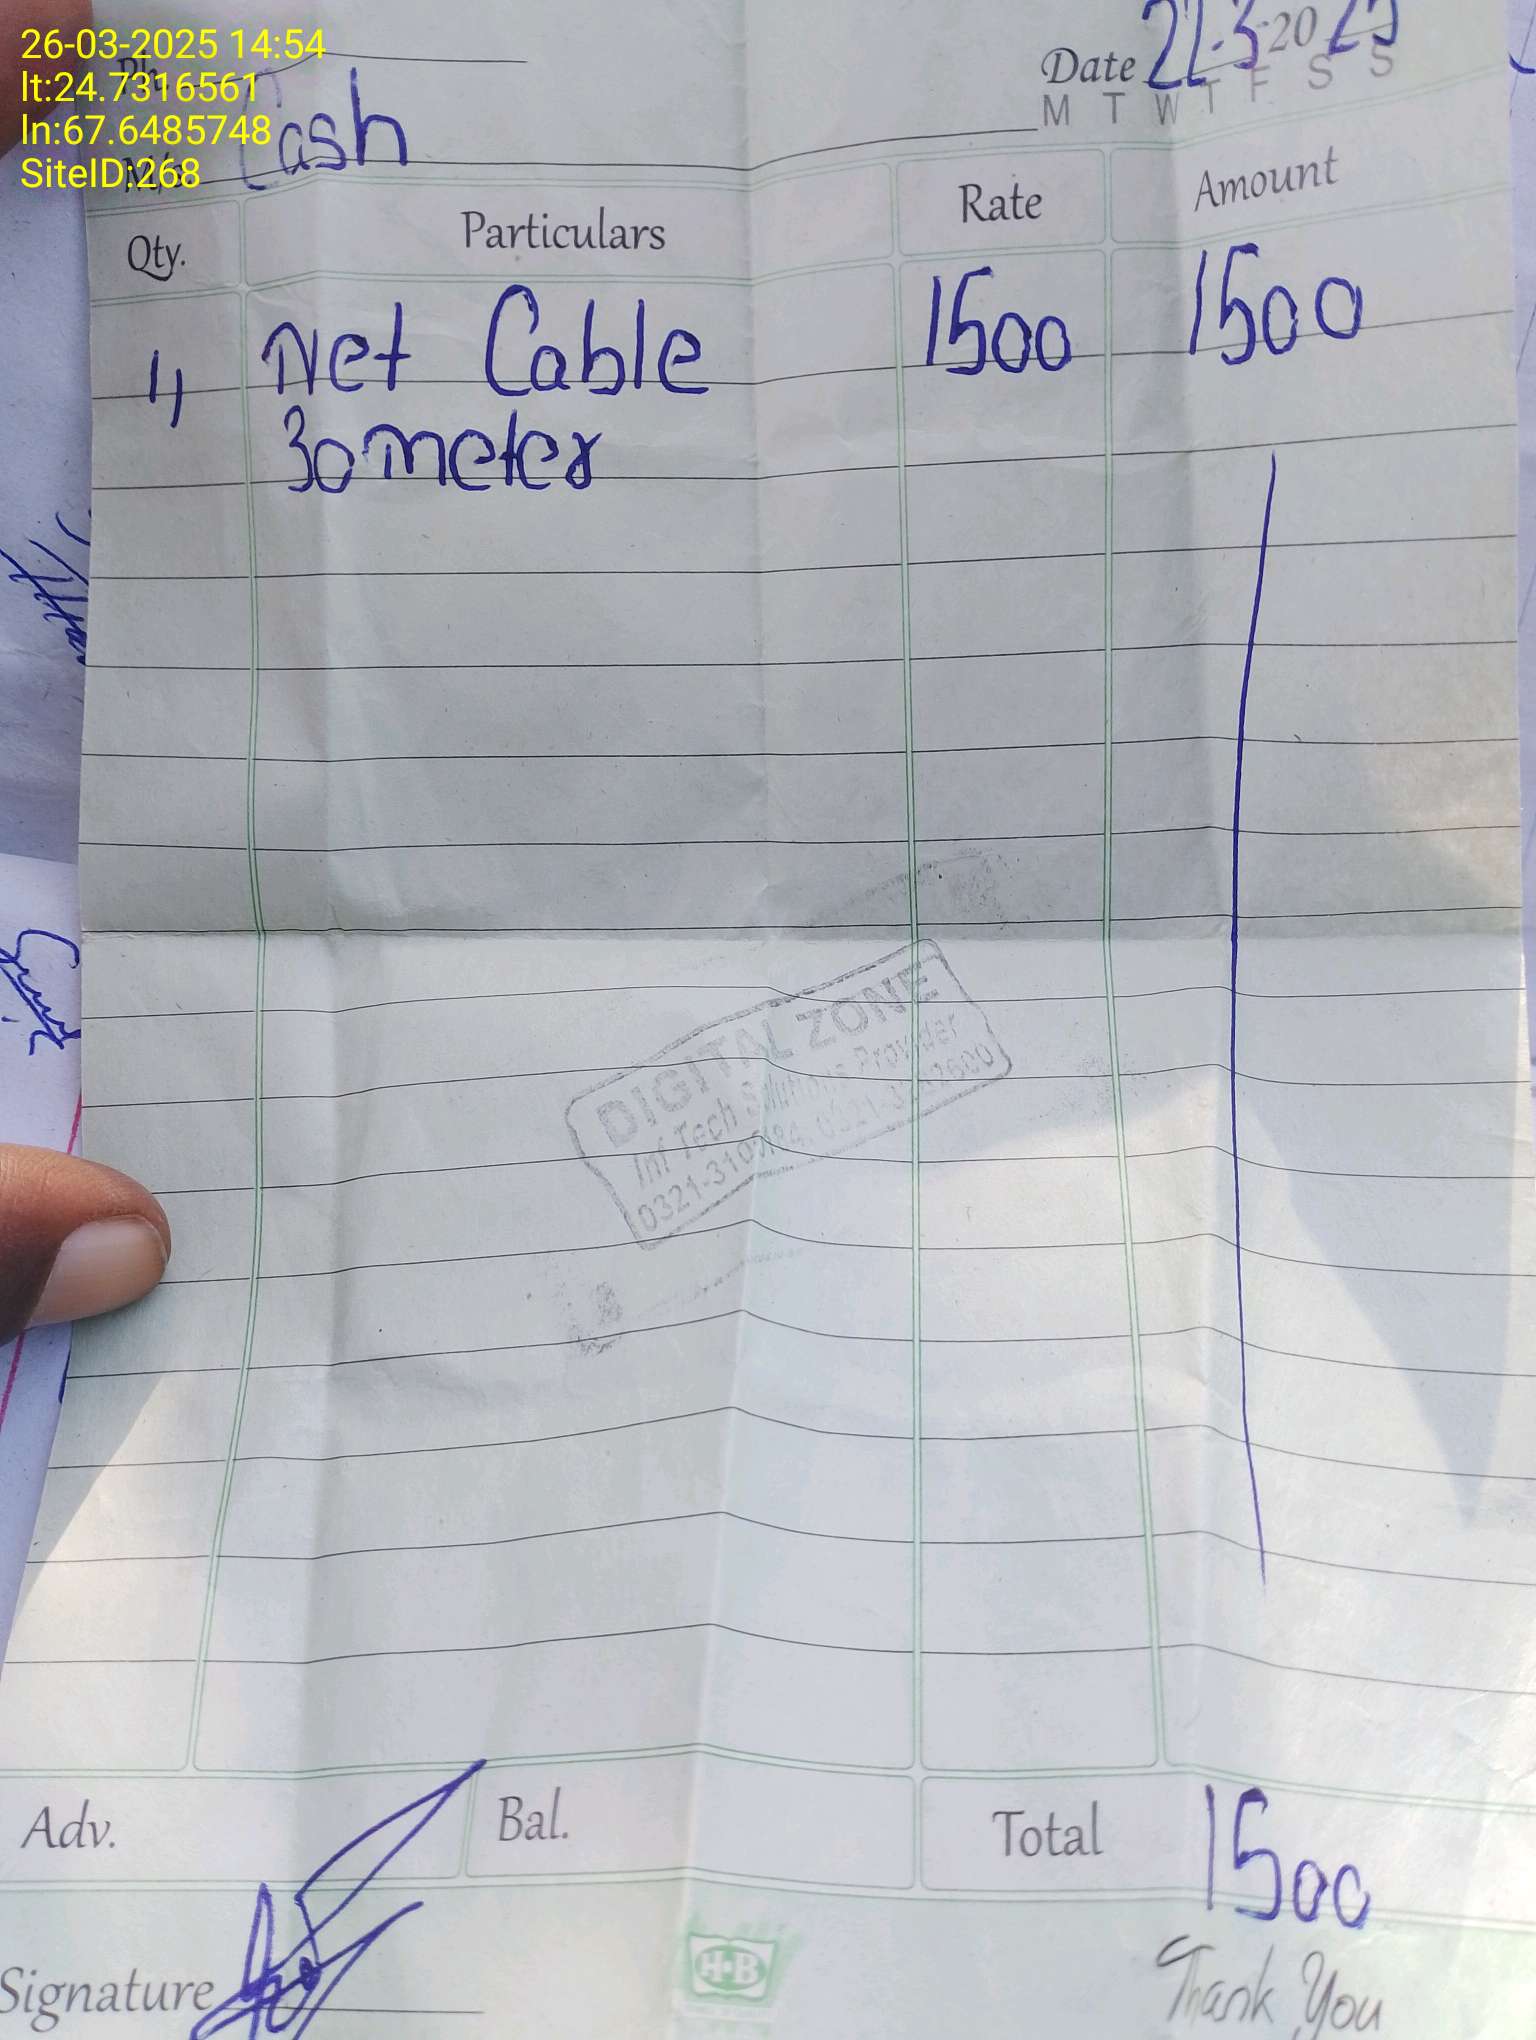 26-03-2025 14:54
lt:24.7316561
ln:67.6485748
SiteID:268
Ph.
Date 22-3-2025
M T W T F S S
M/s Cash
Qty. Particulars Rate Amount
1, Net Cable 1500 1500
30 meter
DIGITAL ZONE
Inf Tech Solutions Provider
Adv. Bal. Total 1500
Signature
H-B
Thank You